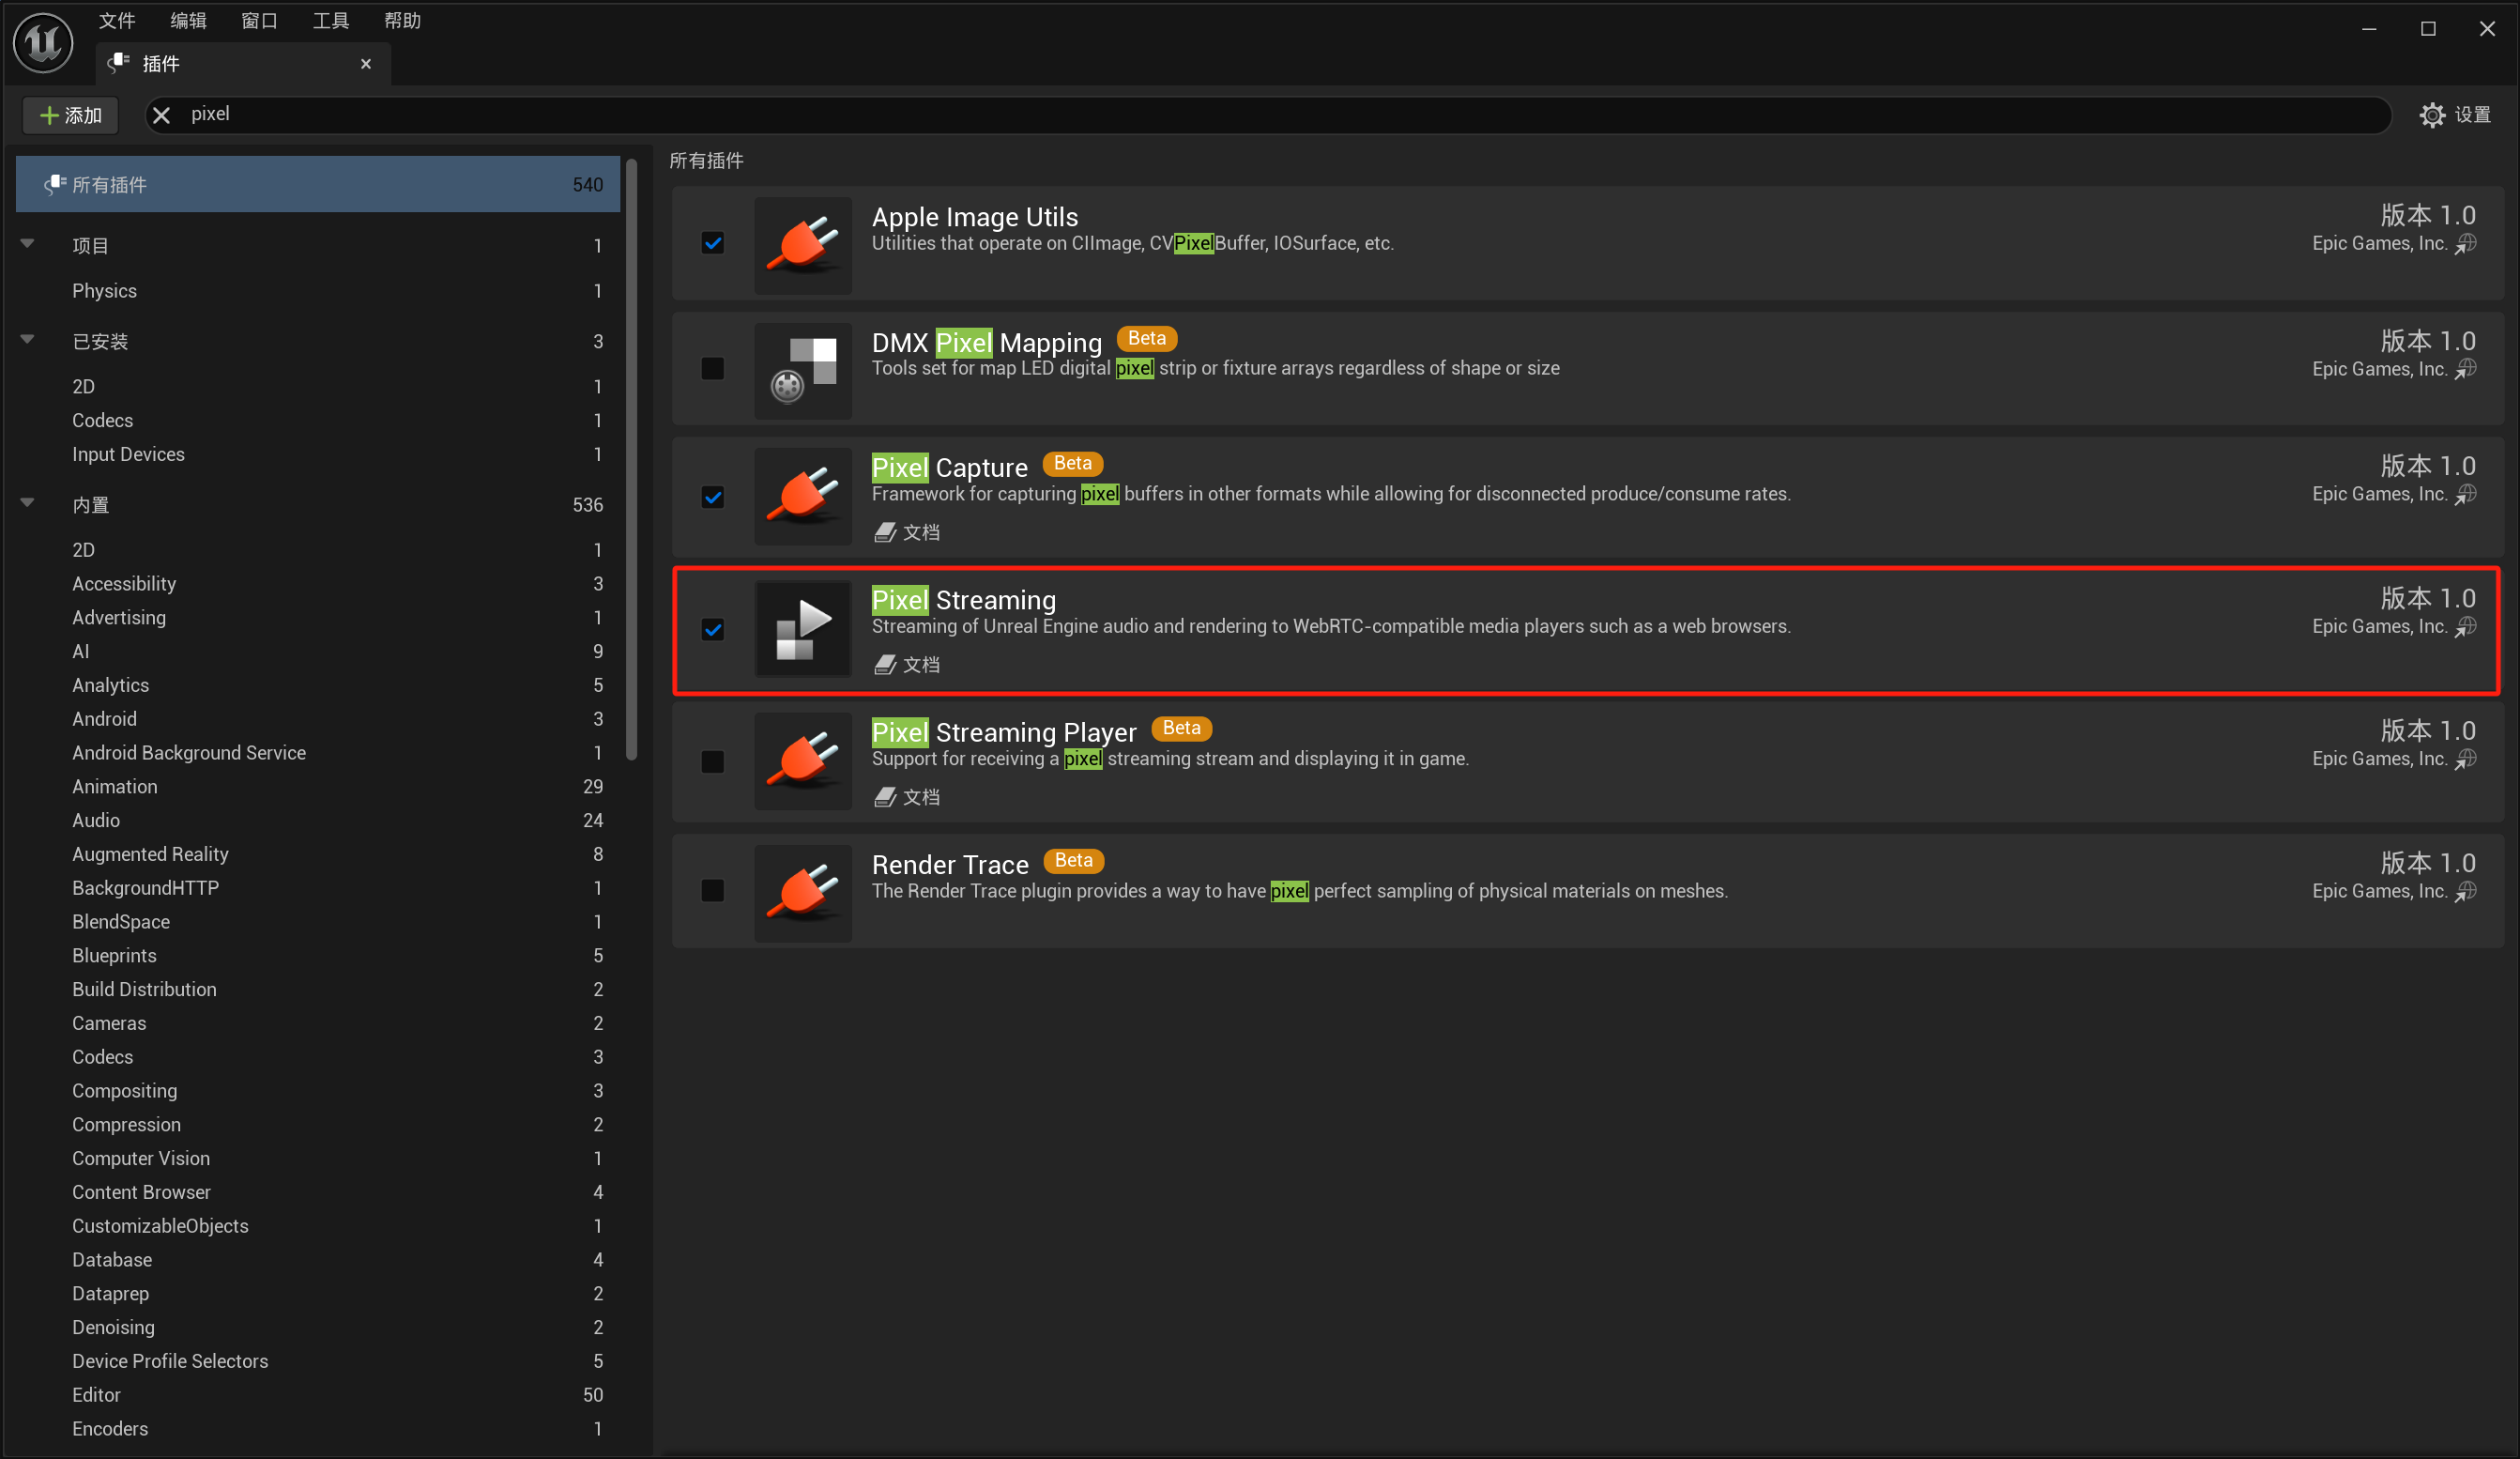 文件 编辑 窗口 工具 帮助
插件
添加
pixel
设置
所有插件 540
项目 1
Physics 1
已安装 3
2D 1
Codecs 1
Input Devices 1
内置 536
2D 1
Accessibility 3
Advertising 1
AI 9
Analytics 5
Android 3
Android Background Service 1
Animation 29
Audio 24
Augmented Reality 8
BackgroundHTTP 1
BlendSpace 1
Blueprints 5
Build Distribution 2
Cameras 2
Codecs 3
Compositing 3
Compression 2
Computer Vision 1
Content Browser 4
CustomizableObjects 1
Database 4
Dataprep 2
Denoising 2
Device Profile Selectors 5
Editor 50
Encoders 1
所有插件
Apple Image Utils
版本 1.0
Utilities that operate on CIImage, CVPixelBuffer, IOSurface, etc.
Epic Games, Inc.
DMX Pixel Mapping Beta
版本 1.0
Tools set for map LED digital pixel strip or fixture arrays regardless of shape or size
Epic Games, Inc.
Pixel Capture Beta
版本 1.0
Framework for capturing pixel buffers in other formats while allowing for disconnected produce/consume rates.
Epic Games, Inc.
文档
Pixel Streaming
版本 1.0
Streaming of Unreal Engine audio and rendering to WebRTC-compatible media players such as a web browsers.
Epic Games, Inc.
文档
Pixel Streaming Player Beta
版本 1.0
Support for receiving a pixel streaming stream and displaying it in game.
Epic Games, Inc.
文档
Render Trace Beta
版本 1.0
The Render Trace plugin provides a way to have pixel perfect sampling of physical materials on meshes.
Epic Games, Inc.